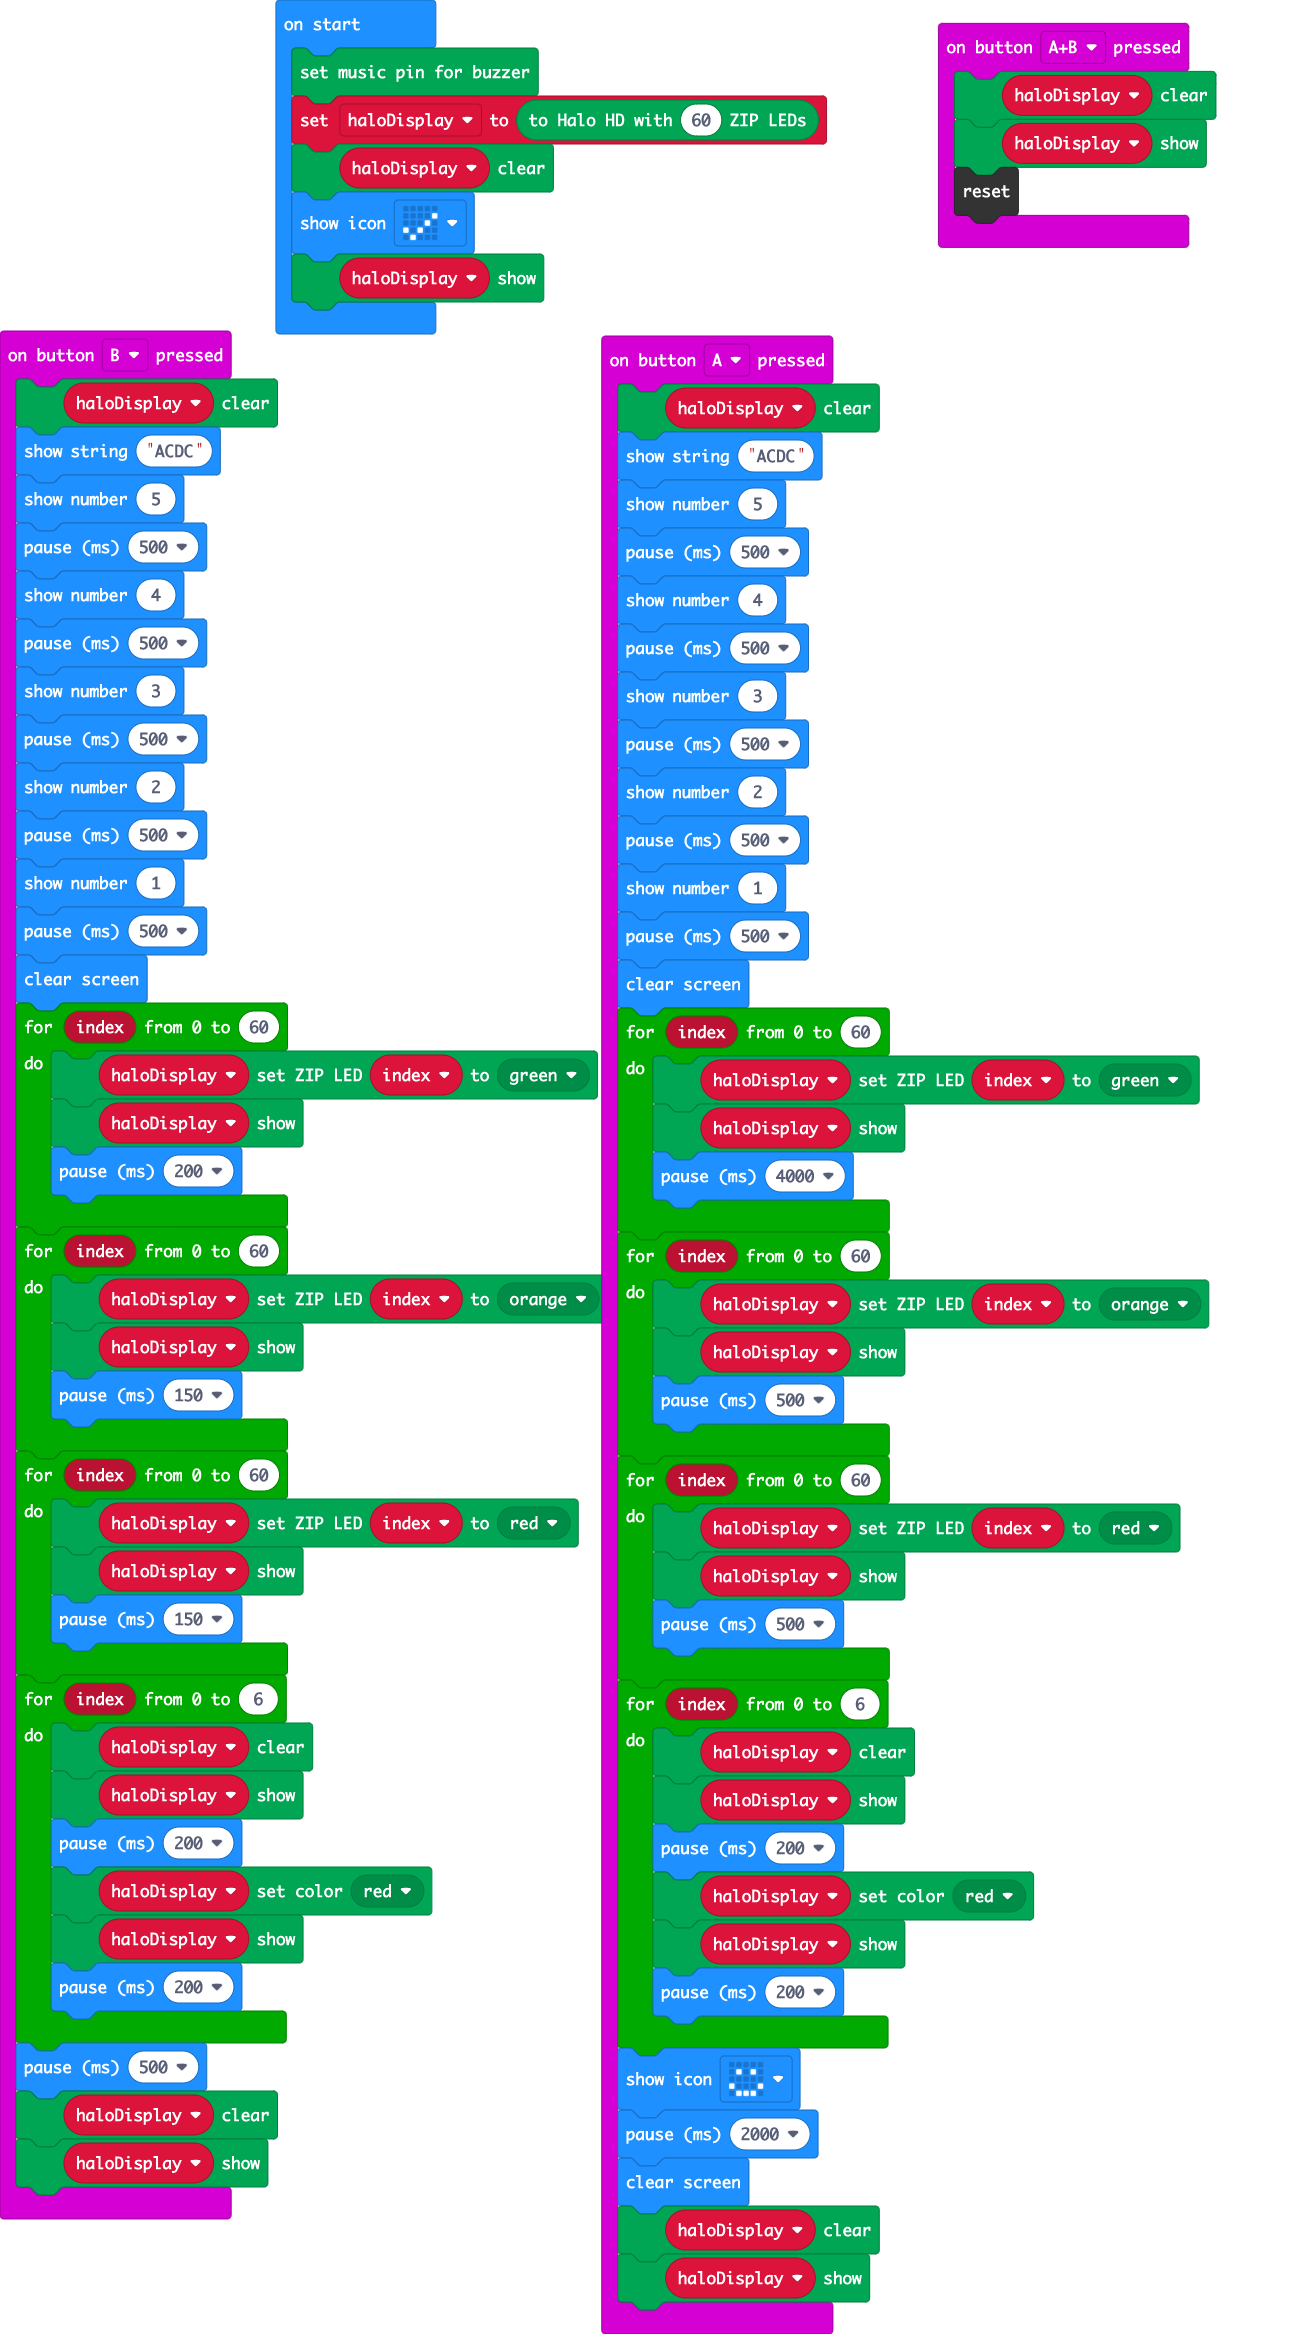 on start
set music pin for buzzer
set haloDisplay to to Halo HD with 60 ZIP LEDs
haloDisplay clear
show icon
haloDisplay show
on button A+B pressed
haloDisplay clear
haloDisplay show
reset
on button B pressed
haloDisplay clear
show string "ACDC"
show number 5
pause (ms) 500
show number 4
pause (ms) 500
show number 3
pause (ms) 500
show number 2
pause (ms) 500
show number 1
pause (ms) 500
clear screen
for index from 0 to 60
do haloDisplay set ZIP LED index to green
haloDisplay show
pause (ms) 200
for index from 0 to 60
do haloDisplay set ZIP LED index to orange
haloDisplay show
pause (ms) 150
for index from 0 to 60
do haloDisplay set ZIP LED index to red
haloDisplay show
pause (ms) 150
for index from 0 to 6
do haloDisplay clear
haloDisplay show
pause (ms) 200
haloDisplay set color red
haloDisplay show
pause (ms) 200
pause (ms) 500
haloDisplay clear
haloDisplay show
on button A pressed
haloDisplay clear
show string "ACDC"
show number 5
pause (ms) 500
show number 4
pause (ms) 500
show number 3
pause (ms) 500
show number 2
pause (ms) 500
show number 1
pause (ms) 500
clear screen
for index from 0 to 60
do haloDisplay set ZIP LED index to green
haloDisplay show
pause (ms) 4000
for index from 0 to 60
do haloDisplay set ZIP LED index to orange
haloDisplay show
pause (ms) 500
for index from 0 to 60
do haloDisplay set ZIP LED index to red
haloDisplay show
pause (ms) 500
for index from 0 to 6
do haloDisplay clear
haloDisplay show
pause (ms) 200
haloDisplay set color red
haloDisplay show
pause (ms) 200
show icon
pause (ms) 2000
clear screen
haloDisplay clear
haloDisplay show